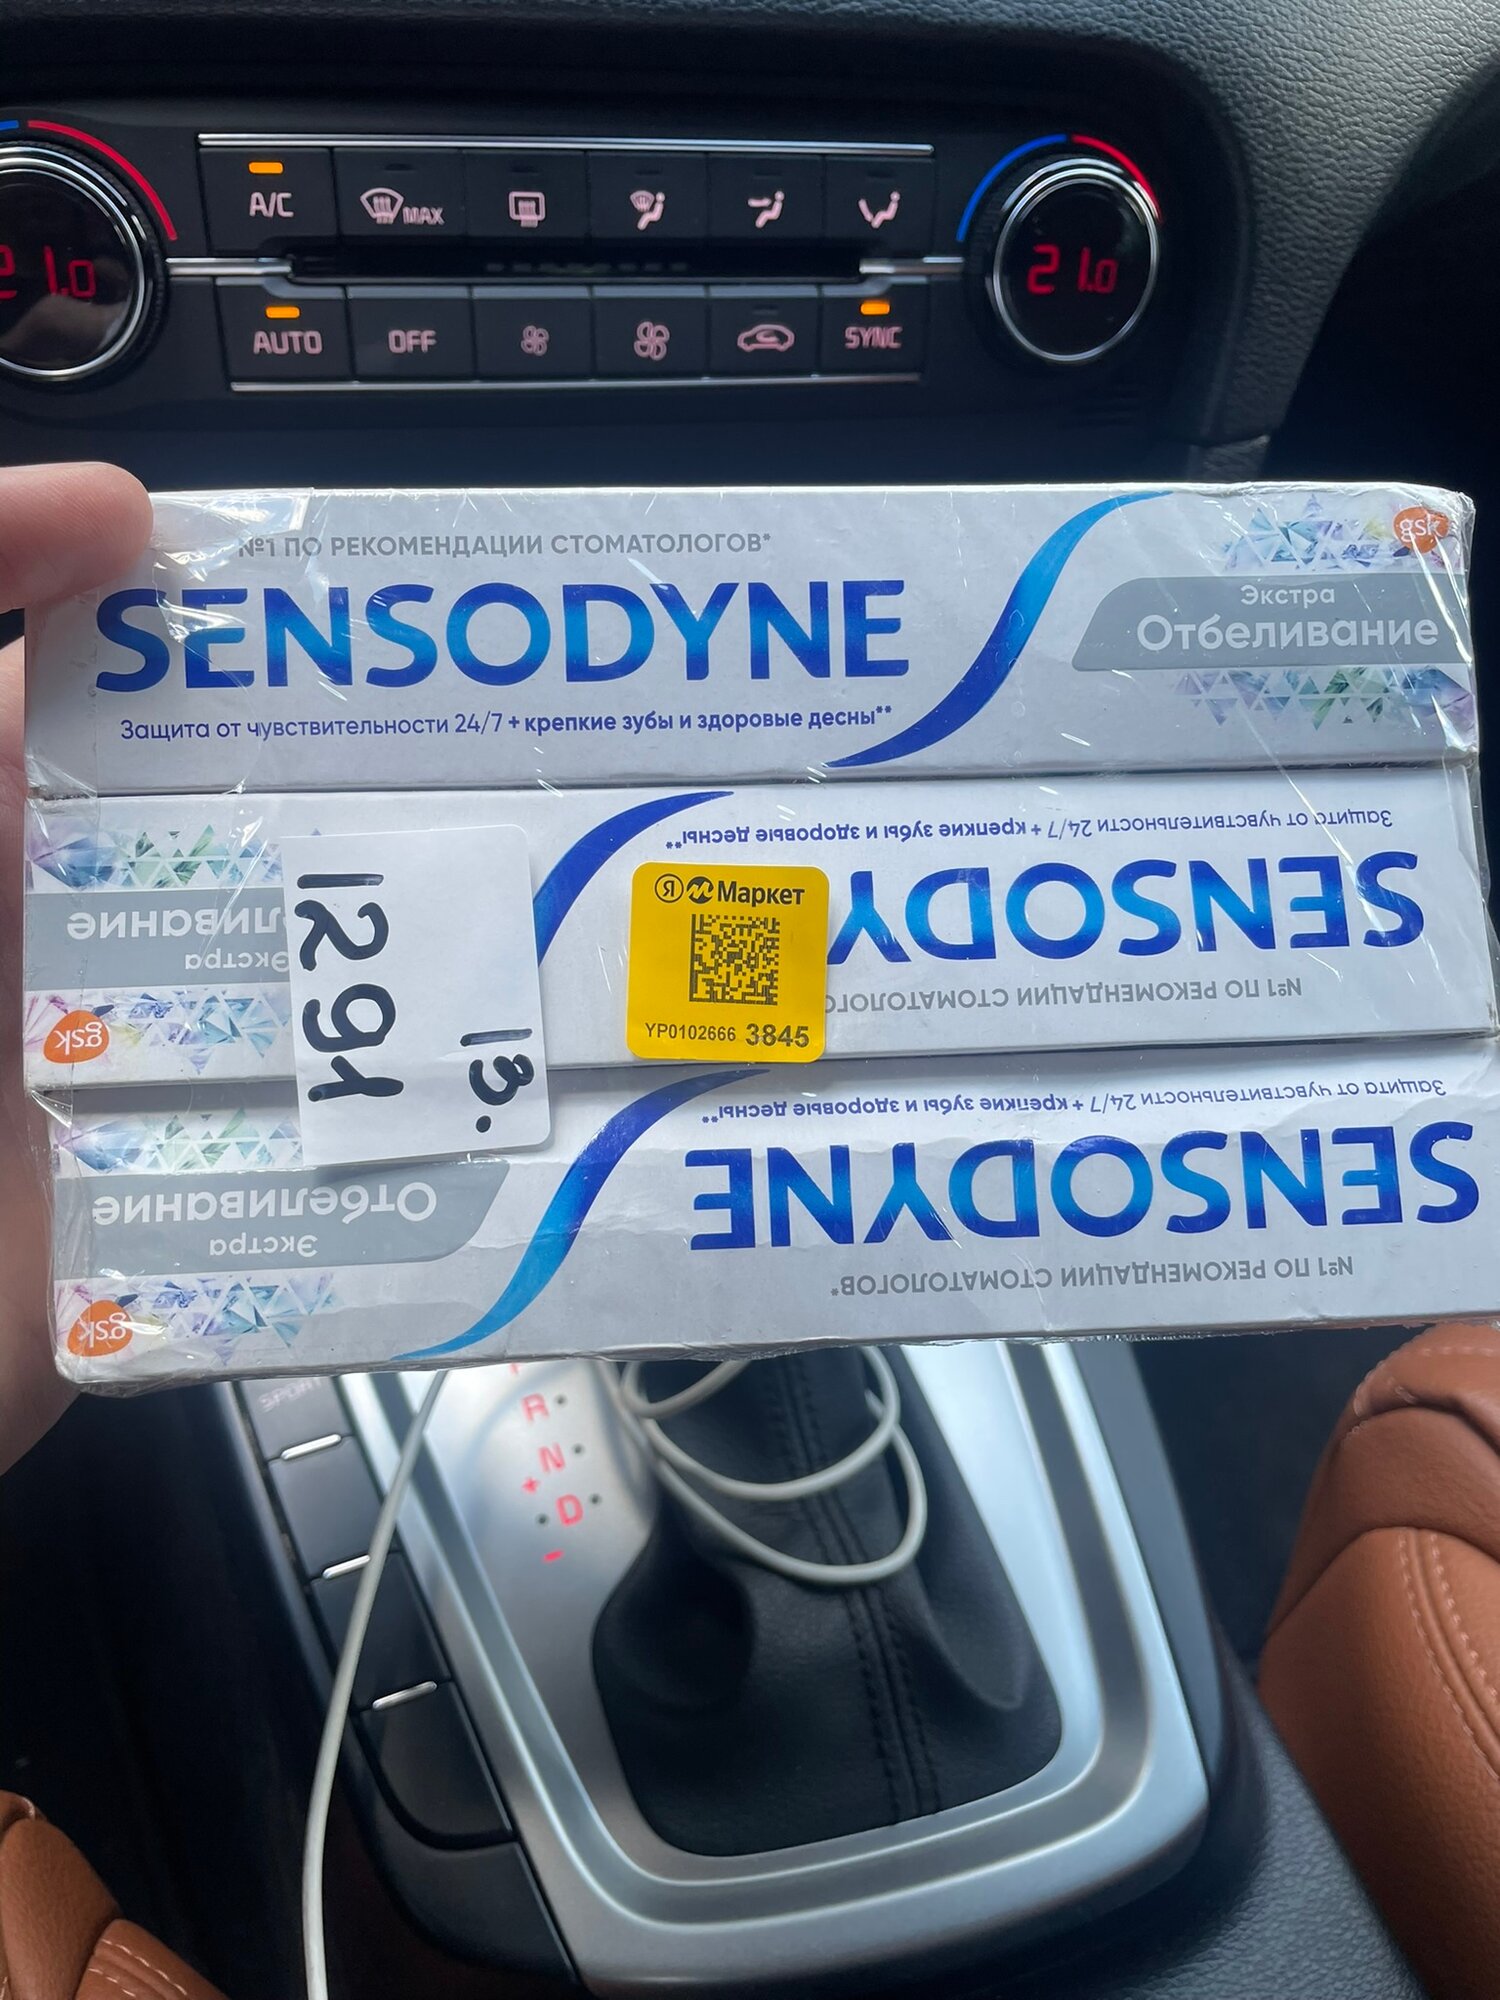 A/C
MAX
21.0
21.0
AUTO
OFF
SYNC
№1 ПО РЕКОМЕНДАЦИИ СТОМАТОЛОГОВ*
gsk
SENSODYNE
Экстра
Отбеливание
Защита от чувствительности 24/7 + крепкие зубы и здоровые десны**
Защита от чувствительности 24/7 + крепкие зубы и здоровые десны**
SENSODY
№1 ПО РЕКОМЕНДАЦИИ СТОМАТОЛОГО
ливание
Экстра
gsk
1291
13.
Я Маркет
YP0102666 3845
Защита от чувствительности 24/7 + крепкие зубы и здоровые десны**
SENSODYNE
№1 ПО РЕКОМЕНДАЦИИ СТОМАТОЛОГОВ*
Отбеливание
Экстра
gsk
SPORT
R
N
+
D
-